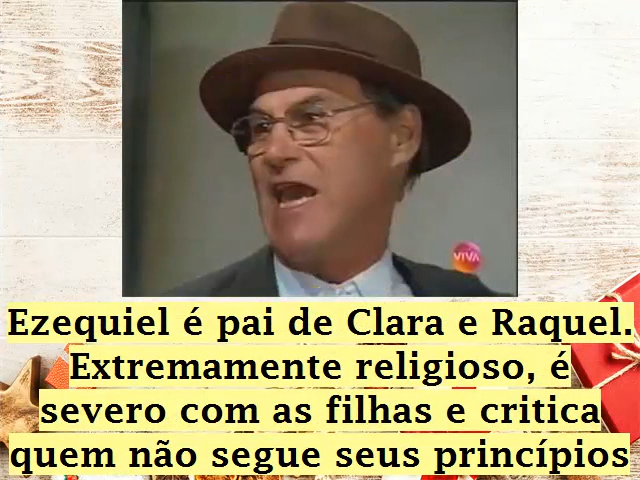 VIVA
Ezequiel é pai de Clara e Raquel.
Extremamente religioso, é
severo com as filhas e critica
quem não segue seus princípios